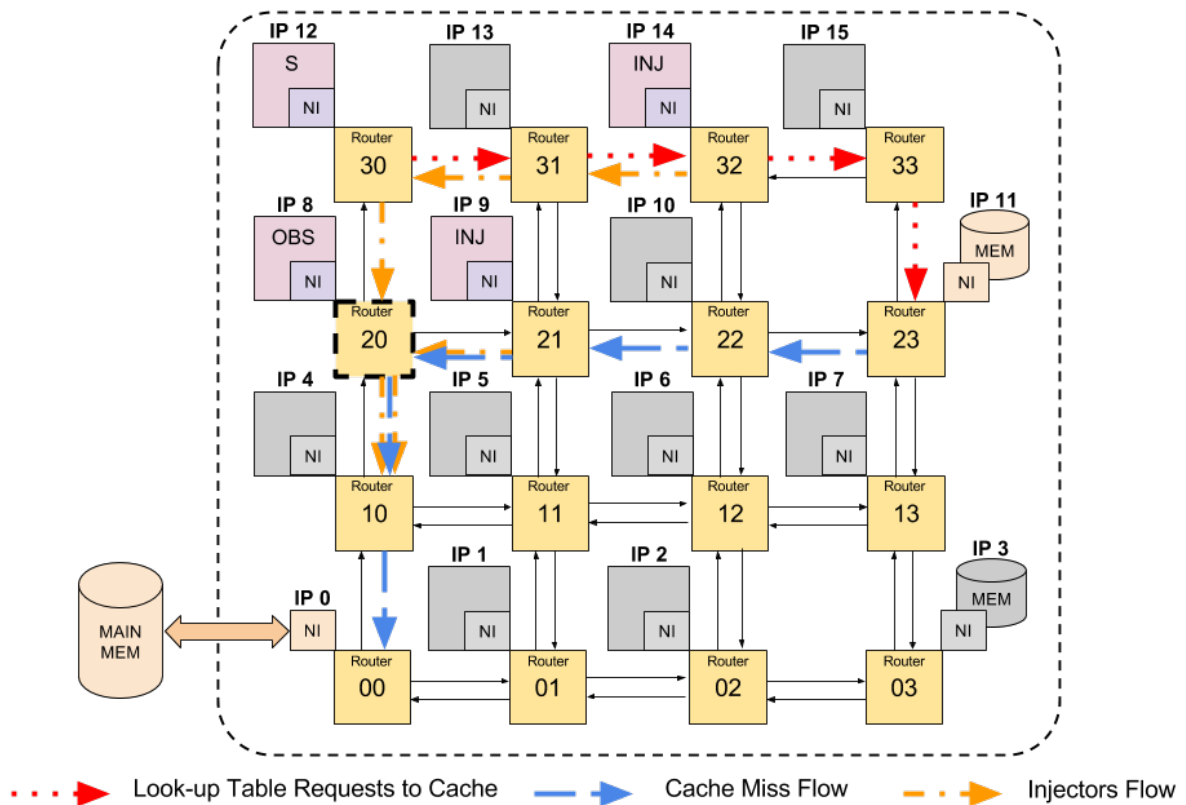 IP 12
IP 13
IP 14
IP 15
S
INJ
NI
NI
NI
NI
Router
30
Router
31
Router
32
Router
33
IP 8
IP 9
IP 10
IP 11
OBS
INJ
MEM
NI
NI
NI
NI
Router
20
Router
21
Router
22
Router
23
IP 4
IP 5
IP 6
IP 7
NI
NI
NI
NI
Router
10
Router
11
Router
12
Router
13
IP 0
IP 1
IP 2
IP 3
MEM
MAIN
MEM
NI
NI
NI
NI
Router
00
Router
01
Router
02
Router
03
Look-up Table Requests to Cache
Cache Miss Flow
Injectors Flow